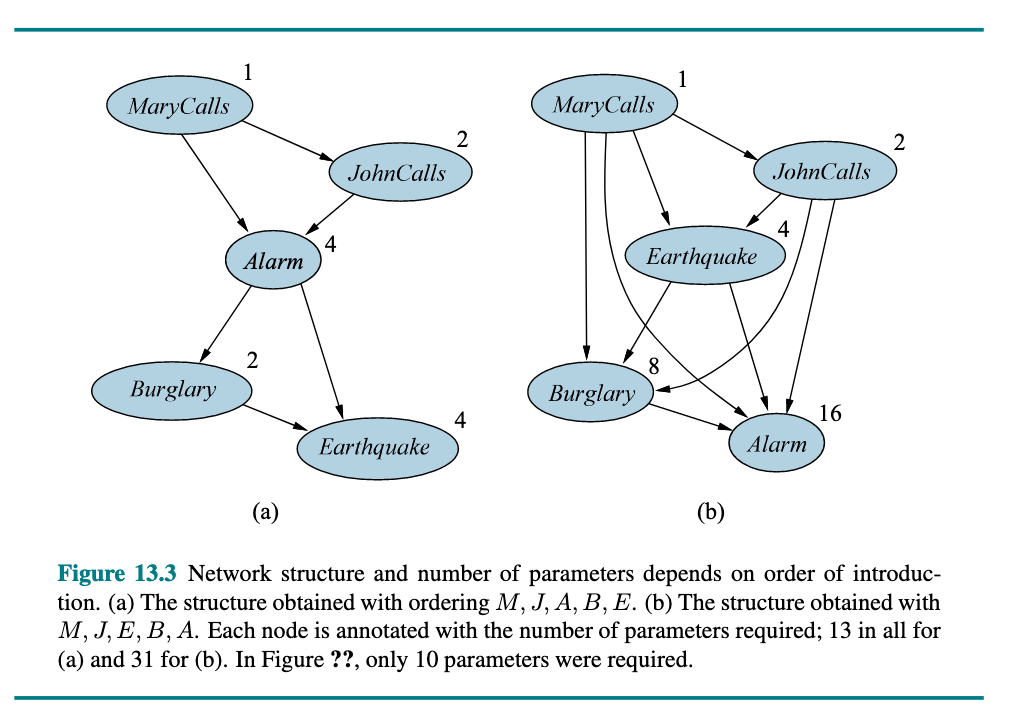 1
MaryCalls
2
JohnCalls
4
Alarm
2
Burglary
4
Earthquake
(a)
1
MaryCalls
2
JohnCalls
4
Earthquake
8
Burglary
16
Alarm
(b)
Figure 13.3 Network structure and number of parameters depends on order of introduc-
tion. (a) The structure obtained with ordering M, J, A, B, E. (b) The structure obtained with
M, J, E, B, A. Each node is annotated with the number of parameters required; 13 in all for
(a) and 31 for (b). In Figure ??, only 10 parameters were required.